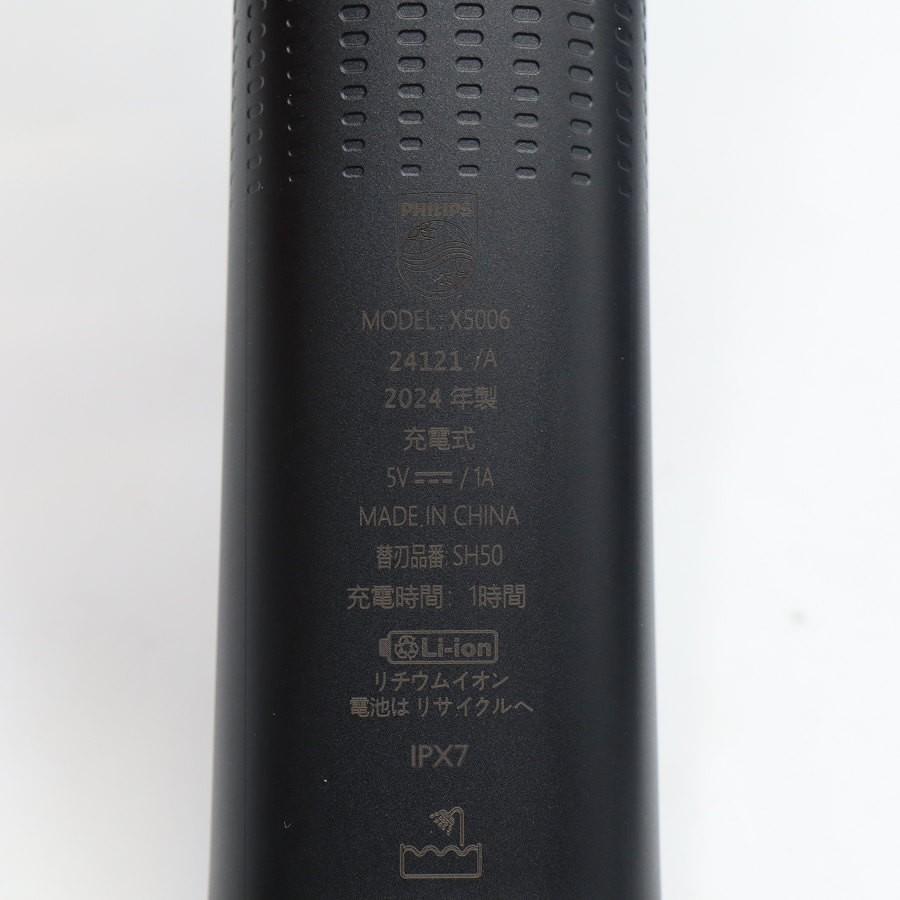 PHILIPS
MODEL: X5006
24121 /A
2024 年製
充電式
5V⎓/1A
MADE IN CHINA
替刃品番: SH50
充電時間: 1時間
Li-ion
リチウムイオン
電池はリサイクルへ
IPX7